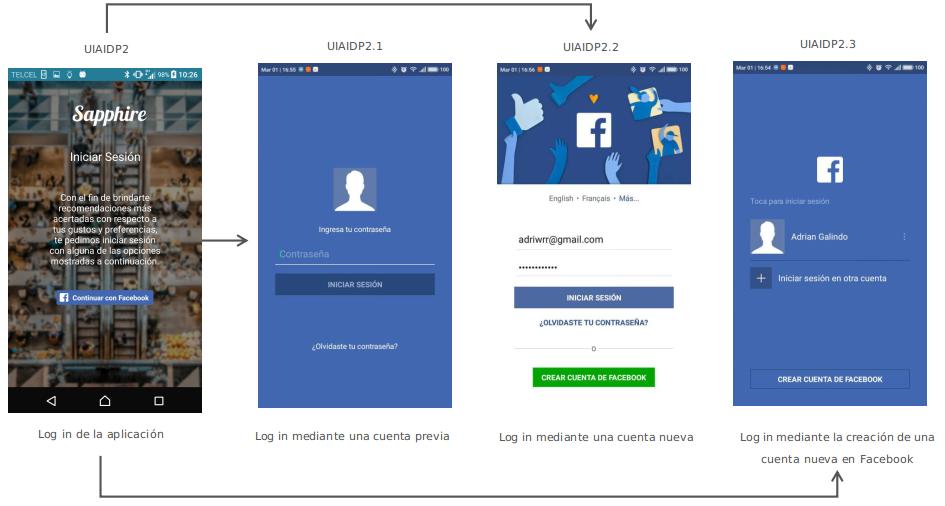 UIAIDP2
TELCEL 98% 10:26
Sapphire
Iniciar Sesión
Con el fin de brindarte
recomendaciones más
acertadas con respecto a
tus gustos y preferencias,
te pedimos iniciar sesión
con alguna de las opciones
mostradas a continuación.
Continuar con Facebook
Log in de la aplicación
UIAIDP2.1
Mar 01 | 16:55 100
Ingresa tu contraseña
Contraseña
INICIAR SESIÓN
¿Olvidaste tu contraseña?
Log in mediante una cuenta previa
UIAIDP2.2
Mar 01 | 16:56 100
English • Français • Más...
adriwrr@gmail.com
••••••••••••
INICIAR SESIÓN
¿OLVIDASTE TU CONTRASEÑA?
o
CREAR CUENTA DE FACEBOOK
Log in mediante una cuenta nueva
UIAIDP2.3
Mar 01 | 16:54 100
Toca para iniciar sesión
Adrian Galindo
Iniciar sesión en otra cuenta
CREAR CUENTA DE FACEBOOK
Log in mediante la creación de una
cuenta nueva en Facebook